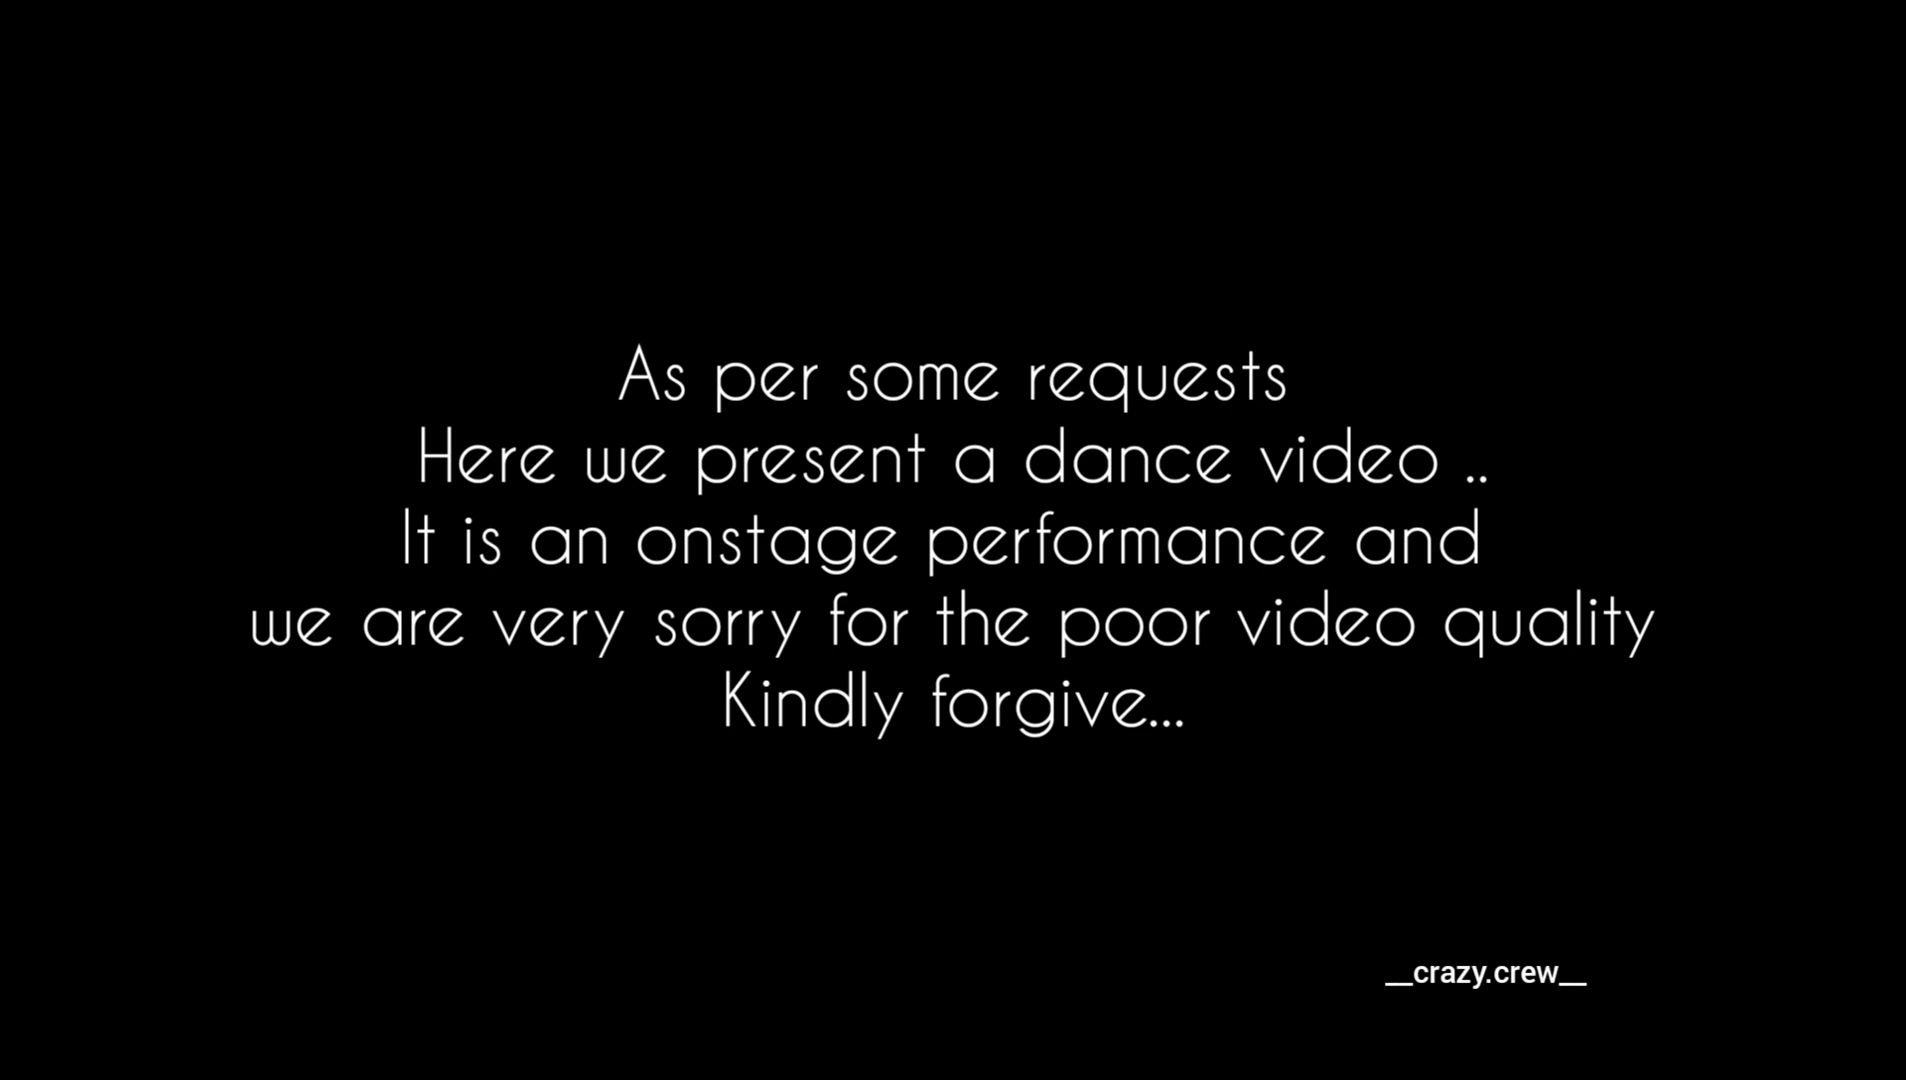 As per some requests
Here we present a dance video ..
It is an onstage performance and
we are very sorry for the poor video quality
Kindly forgive...
__crazy.crew__